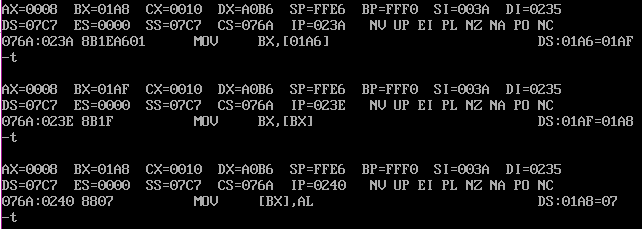 AX=0008  BX=01A8  CX=0010  DX=A0B6  SP=FFE6  BP=FFF0  SI=003A  DI=0235
DS=07C7  ES=0000  SS=07C7  CS=076A  IP=023A   NV UP EI PL NZ NA PO NC
076A:023A 8B1EA601      MOV     BX,[01A6]                          DS:01A6=01AF
-t
AX=0008  BX=01AF  CX=0010  DX=A0B6  SP=FFE6  BP=FFF0  SI=003A  DI=0235
DS=07C7  ES=0000  SS=07C7  CS=076A  IP=023E   NV UP EI PL NZ NA PO NC
076A:023E 8B1F          MOV     BX,[BX]                            DS:01AF=01A8
-t
AX=0008  BX=01A8  CX=0010  DX=A0B6  SP=FFE6  BP=FFF0  SI=003A  DI=0235
DS=07C7  ES=0000  SS=07C7  CS=076A  IP=0240   NV UP EI PL NZ NA PO NC
076A:0240 8807          MOV     [BX],AL                            DS:01A8=07
-t